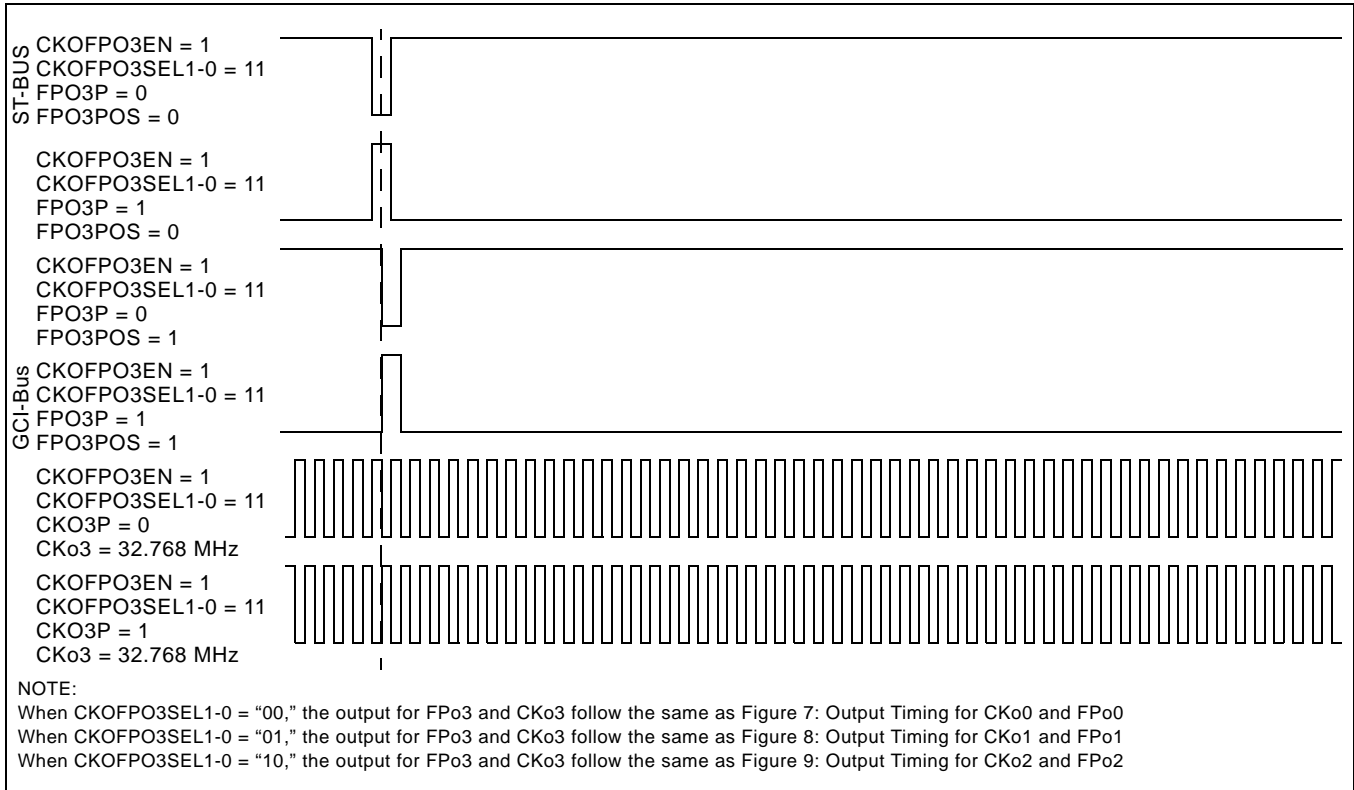 ST-BUS
CKOFPO3EN = 1
CKOFPO3SEL1-0 = 11
FPO3P = 0
FPO3POS = 0
CKOFPO3EN = 1
CKOFPO3SEL1-0 = 11
FPO3P = 1
FPO3POS = 0
CKOFPO3EN = 1
CKOFPO3SEL1-0 = 11
FPO3P = 0
FPO3POS = 1
GCI-Bus
CKOFPO3EN = 1
CKOFPO3SEL1-0 = 11
FPO3P = 1
FPO3POS = 1
CKOFPO3EN = 1
CKOFPO3SEL1-0 = 11
CKO3P = 0
CKo3 = 32.768 MHz
CKOFPO3EN = 1
CKOFPO3SEL1-0 = 11
CKO3P = 1
CKo3 = 32.768 MHz
NOTE:
When CKOFPO3SEL1-0 = “00,” the output for FPo3 and CKo3 follow the same as Figure 7: Output Timing for CKo0 and FPo0
When CKOFPO3SEL1-0 = “01,” the output for FPo3 and CKo3 follow the same as Figure 8: Output Timing for CKo1 and FPo1
When CKOFPO3SEL1-0 = “10,” the output for FPo3 and CKo3 follow the same as Figure 9: Output Timing for CKo2 and FPo2